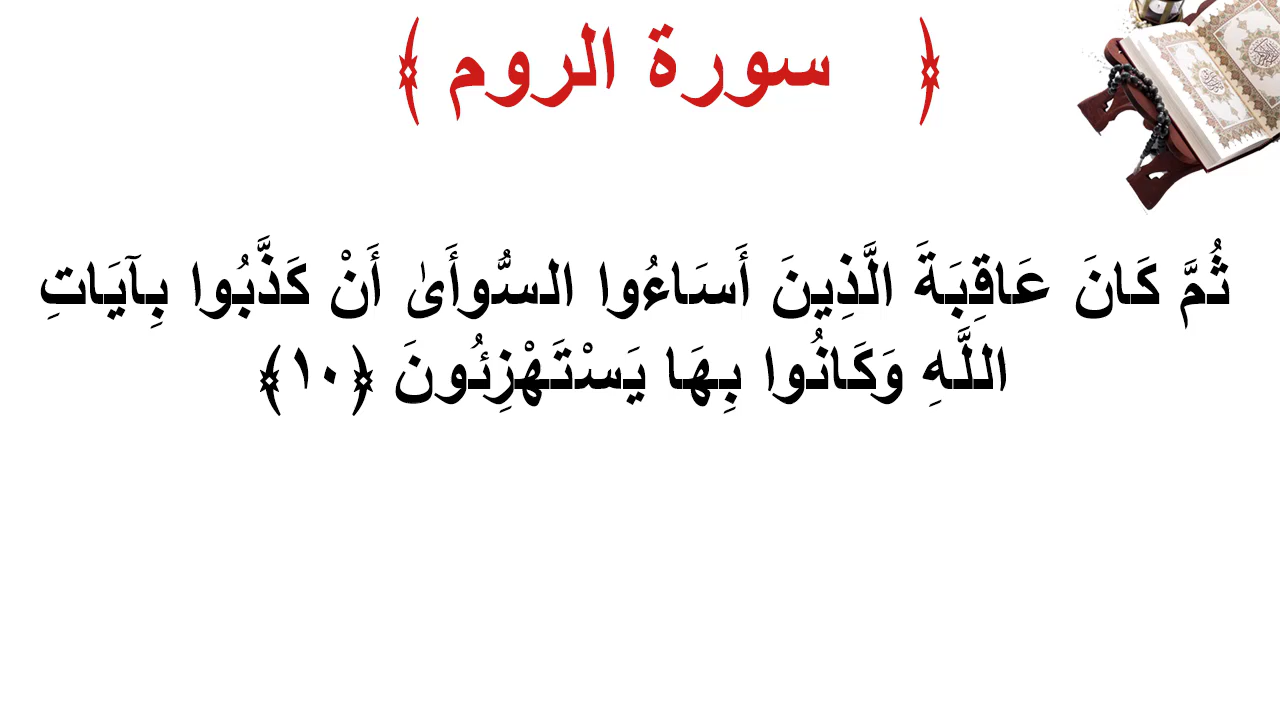 ﴿ سورة الروم ﴾
ثُمَّ كَانَ عَاقِبَةَ الَّذِينَ أَسَاءُوا السُّوأَىٰ أَنْ كَذَّبُوا بِآيَاتِ
اللَّهِ وَكَانُوا بِهَا يَسْتَهْزِئُونَ ﴿١٠﴾